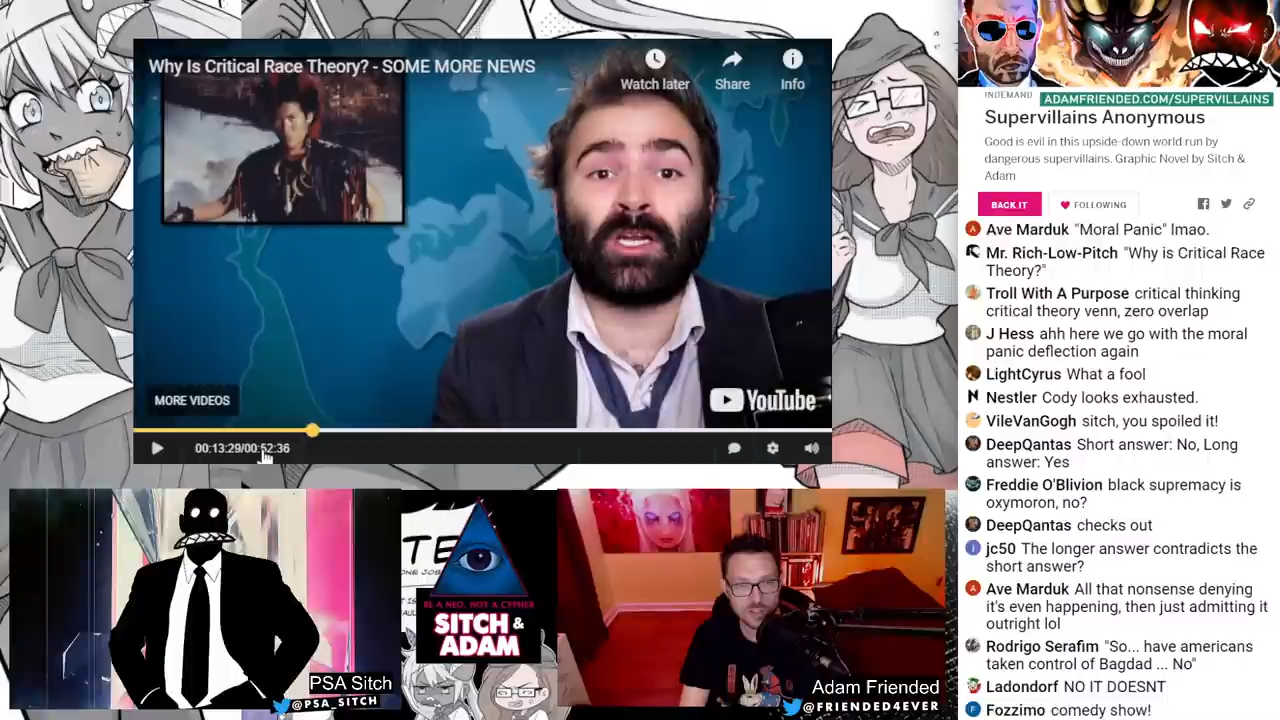 Why Is Critical Race Theory? - SOME MORE NEWS
Watch later
Share
Info
MORE VIDEOS
YouTube
00:13:29/00:52:36
ADAMFRIENDED.COM/SUPERVILLAINS
INDEMAND
Supervillains Anonymous
Good is evil in this upside-down world run by
dangerous supervillains. Graphic Novel by Sitch &
Adam
BACK IT
FOLLOWING
Ave Marduk "Moral Panic" lmao.
Mr. Rich-Low-Pitch "Why is Critical Race
Theory?"
Troll With A Purpose critical thinking
critical theory venn, zero overlap
J Hess ahh here we go with the moral
panic deflection again
LightCyrus What a fool
Nestler Cody looks exhausted.
VileVanGogh sitch, you spoiled it!
DeepQantas Short answer: No, Long
answer: Yes
Freddie O'Blivion black supremacy is
oxymoron, no?
DeepQantas checks out
jc50 The longer answer contradicts the
short answer?
Ave Marduk All that nonsense denying
it's even happening, then just admitting it
outright lol
Rodrigo Serafim "So... have americans
taken control of Bagdad ... No"
Ladondorf NO IT DOESNT
Fozzimo comedy show!
PSA Sitch
@PSA_SITCH
ONE JOB
BE A NEO, NOT A CYPHER
SITCH &
ADAM
Adam Friended
@FRIENDED4EVER